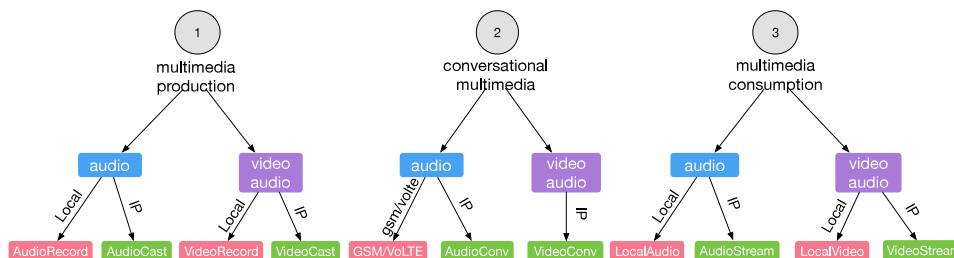 1
2
3
multimedia
production
conversational
multimedia
multimedia
consumption
audio
video
audio
audio
video
audio
audio
video
audio
Local
IP
Local
IP
gsm/volte
IP
IP
Local
IP
Local
IP
AudioRecord
AudioCast
VideoRecord
VideoCast
GSM/VoLTE
AudioConv
VideoConv
LocalAudio
AudioStream
LocalVideo
VideoStream